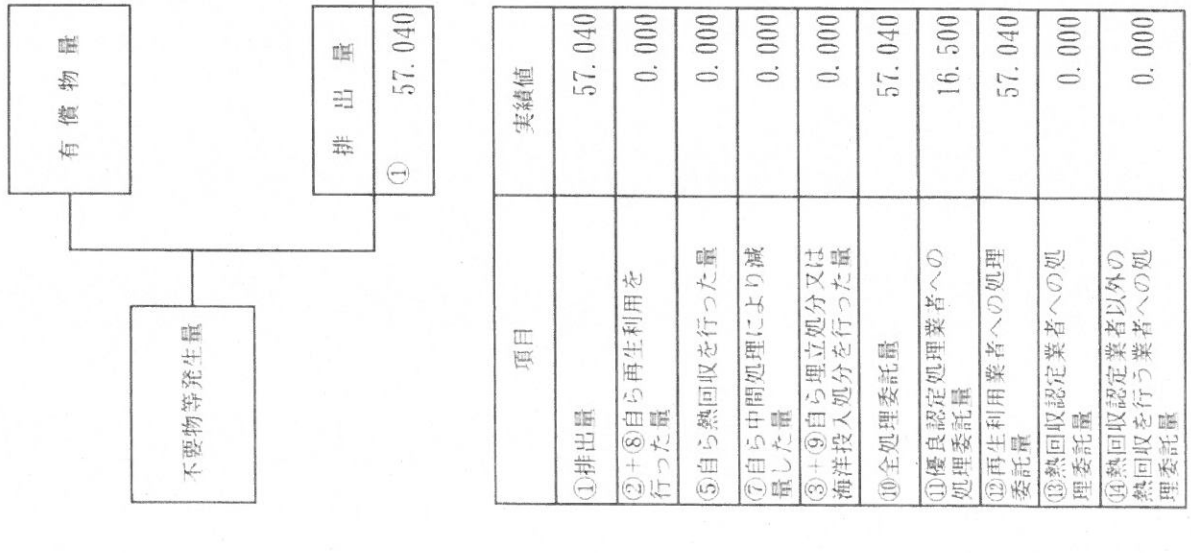 有償物量
不要物等発生量
排出量
① 57.040
項目 実績値
①排出量 57.040
②+⑧自ら再生利用を
行った量 0.000
⑤自ら熱回収を行った量 0.000
⑦自ら中間処理により減
量した量 0.000
③+⑨自ら埋立処分又は
海洋投入処分を行った量 0.000
⑩全処理委託量 57.040
⑪優良認定処理業者への
処理委託量 16.500
⑫再生利用業者への処理
委託量 57.040
⑬熱回収認定業者への処
理委託量 0.000
⑭熱回収認定業者以外の
熱回収を行う業者への処
理委託量 0.000